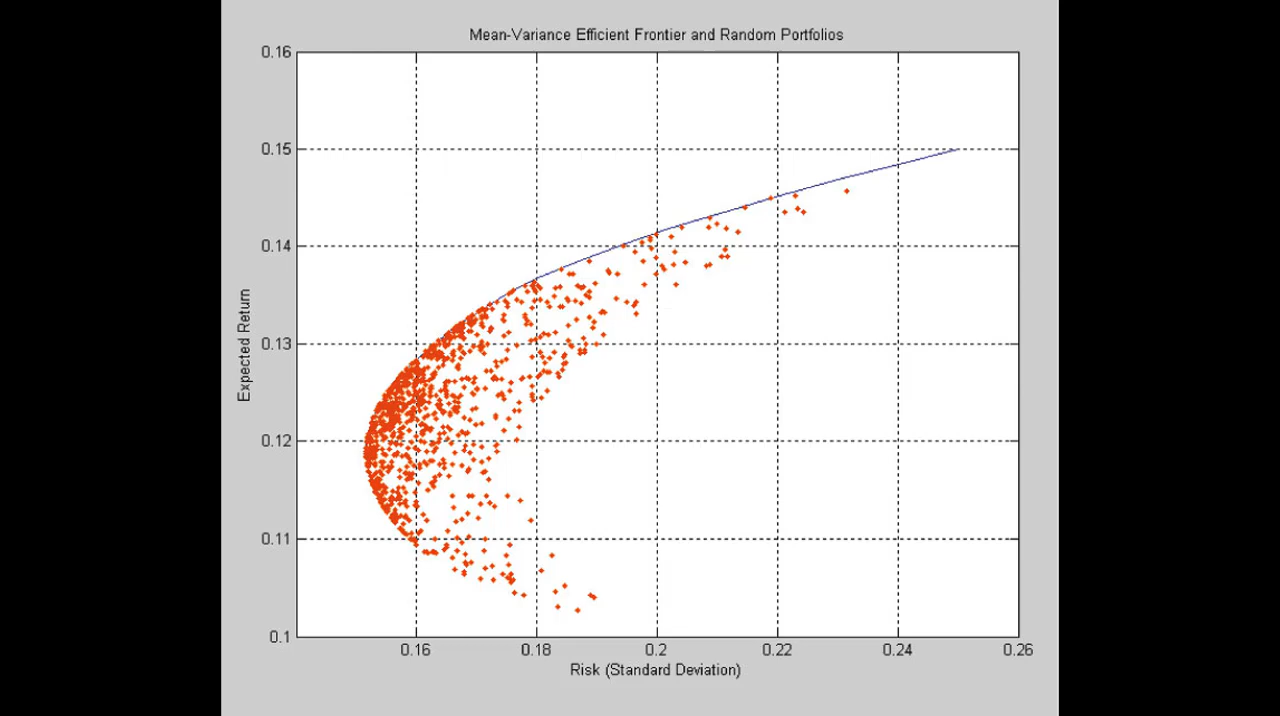 Mean-Variance Efficient Frontier and Random Portfolios
0.16
0.15
0.14
0.13
0.12
0.11
0.1
Expected Return
0.16 0.18 0.2 0.22 0.24 0.26
Risk (Standard Deviation)